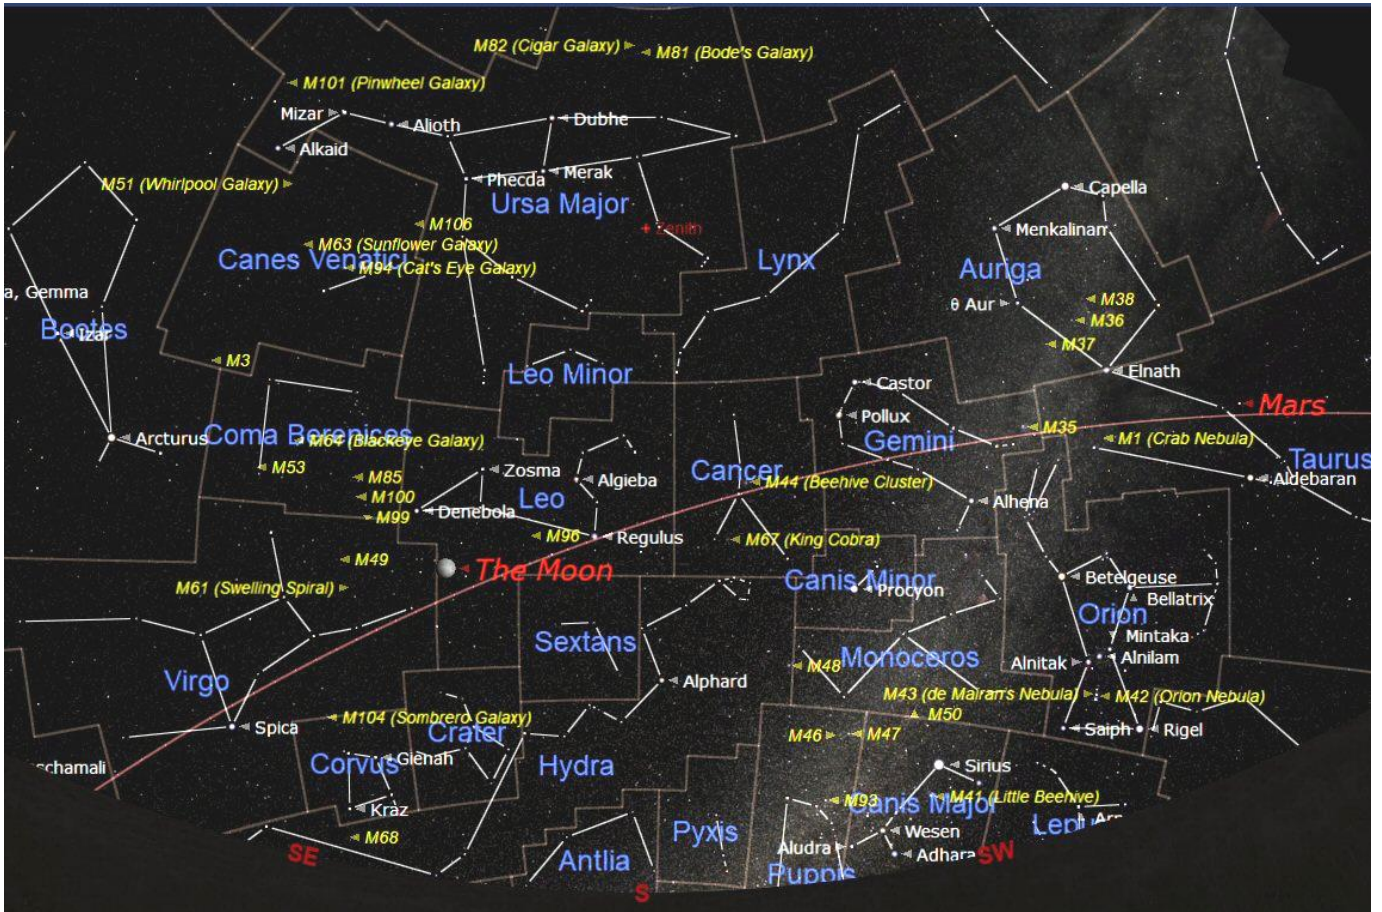 M82 (Cigar Galaxy)
M81 (Bode's Galaxy)
M101 (Pinwheel Galaxy)
Mizar
Alioth
Dubhe
Alkaid
Merak
Phecda
M51 (Whirlpool Galaxy)
Capella
Ursa Major
M106
Zenith
Menkalinan
M63 (Sunflower Galaxy)
Canes Venatici
M94 (Cat's Eye Galaxy)
Lynx
Auriga
a, Gemma
θ Aur
M38
M36
Bootes
Izar
M37
M3
Leo Minor
Elnath
Castor
Mars
Pollux
Arcturus
Coma Berenices
M64 (Blackeye Galaxy)
Gemini
M35
M1 (Crab Nebula)
M53
Zosma
Cancer
Taurus
M85
Algieba
M44 (Beehive Cluster)
Aldebaran
M100
Leo
Alhena
M99
Denebola
M96
Regulus
M67 (King Cobra)
M49
The Moon
Canis Minor
Procyon
Betelgeuse
M61 (Swelling Spiral)
Bellatrix
Orion
Sextans
Mintaka
Monoceros
Alnitak
Alnilam
M48
Virgo
Alphard
M43 (de Mairan's Nebula)
M42 (Orion Nebula)
M50
M104 (Sombrero Galaxy)
Spica
Crater
M46
M47
Saiph
Rigel
schamali
Corvus
Gienah
Hydra
Sirius
M93
Canis Major
M41 (Little Beehive)
Kraz
Lepu
Arn
M68
Pyxis
Wesen
SE
Antlia
Aludra
Adhara
SW
Puppis
S